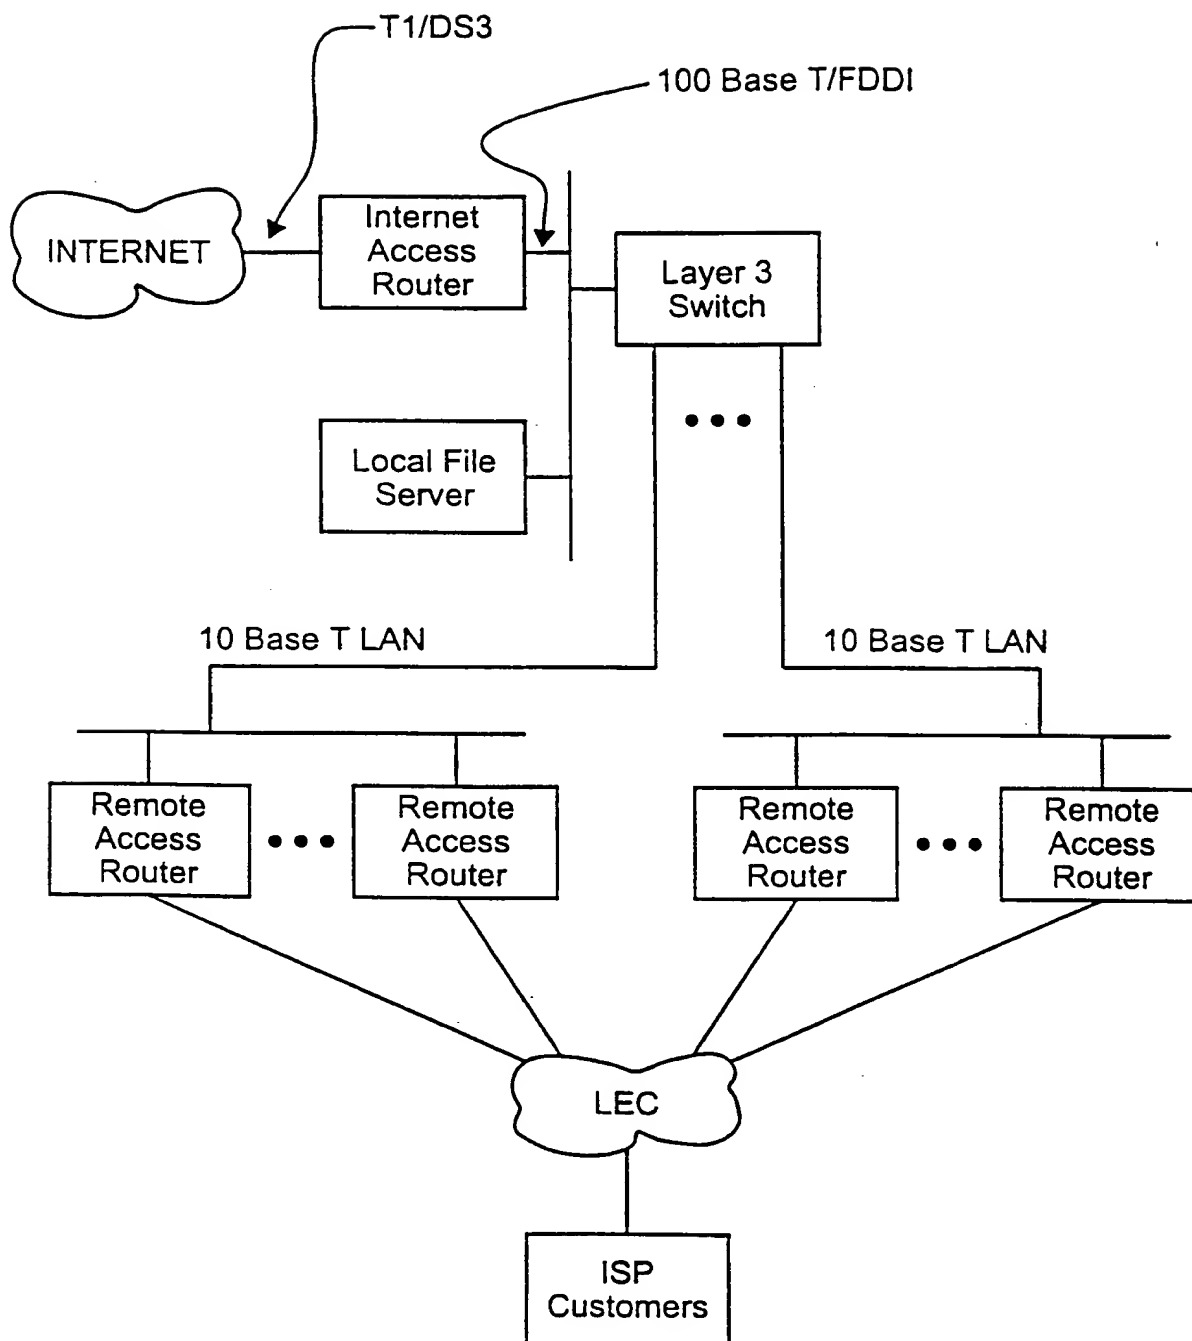 T1/DS3
100 Base T/FDDI
INTERNET
Internet
Access
Router
Layer 3
Switch
Local File
Server
10 Base T LAN
10 Base T LAN
Remote
Access
Router
Remote
Access
Router
Remote
Access
Router
Remote
Access
Router
LEC
ISP
Customers